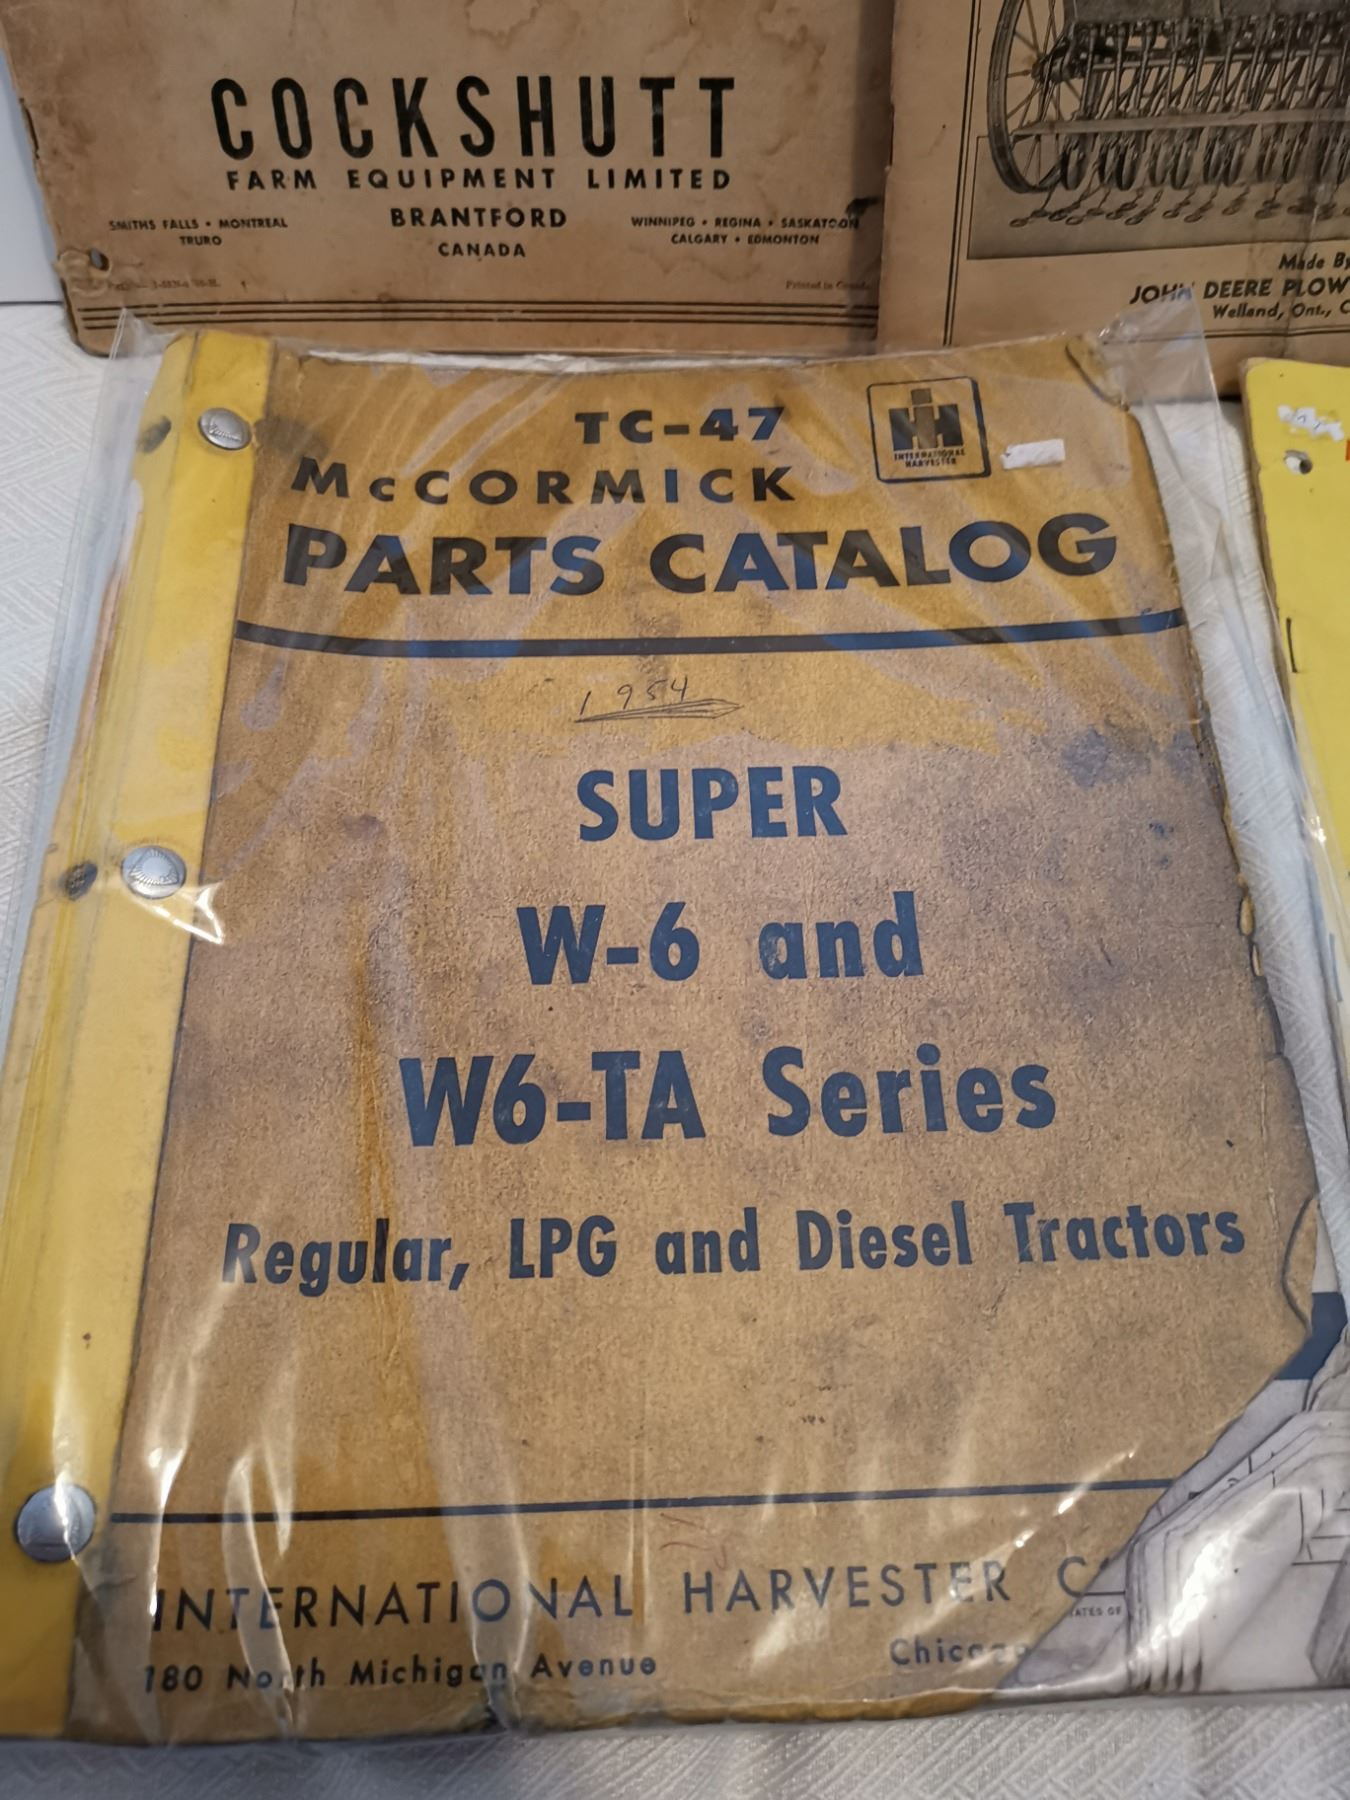 COCKSHUTT
FARM EQUIPMENT LIMITED
SMITHS FALLS • MONTREAL
TRURO
BRANTFORD
CANADA
WINNIPEG • REGINA • SASKATOON
CALGARY • EDMONTON
Printed in Canada
Made By
JOHN DEERE PLOW
Welland, Ont.,
TC-47
McCORMICK
PARTS CATALOG
IH
INTERNATIONAL
HARVESTER
1954
SUPER
W-6 and
W6-TA Series
Regular, LPG and Diesel Tractors
INTERNATIONAL HARVESTER
180 North Michigan Avenue
Chicago